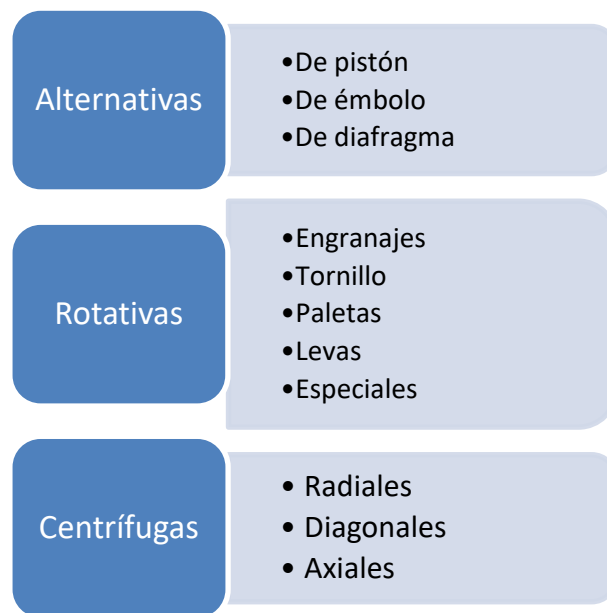 Alternativas
•De pistón
•De émbolo
•De diafragma
Rotativas
•Engranajes
•Tornillo
•Paletas
•Levas
•Especiales
Centrífugas
• Radiales
• Diagonales
• Axiales